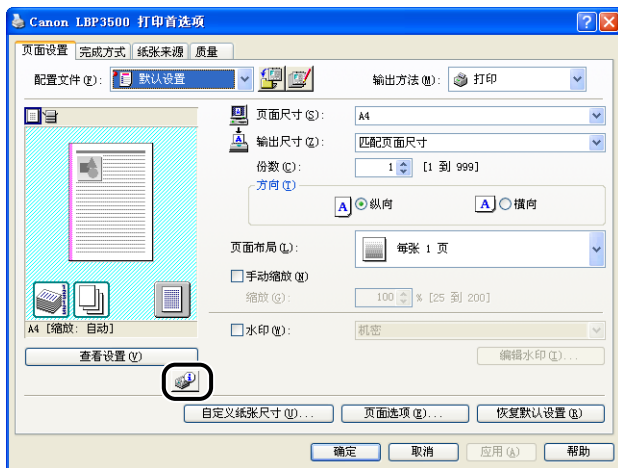 Canon LBP3500 打印首选项
页面设置 完成方式 纸张来源 质量
配置文件(F): 默认设置 输出方法(M): 打印
页面尺寸(S): A4
输出尺寸(Z): 匹配页面尺寸
份数(C): 1 [1 到 999]
方向(T)
A 纵向 A 横向
页面布局(L): 每张 1 页
手动缩放(N)
缩放(G): 100 % [25 到 200]
A4 [缩放: 自动]
水印(W): 机密
查看设置(V) 编辑水印(I)...
自定义纸张尺寸(U)... 页面选项(E)... 恢复默认设置(R)
确定 取消 应用(A) 帮助